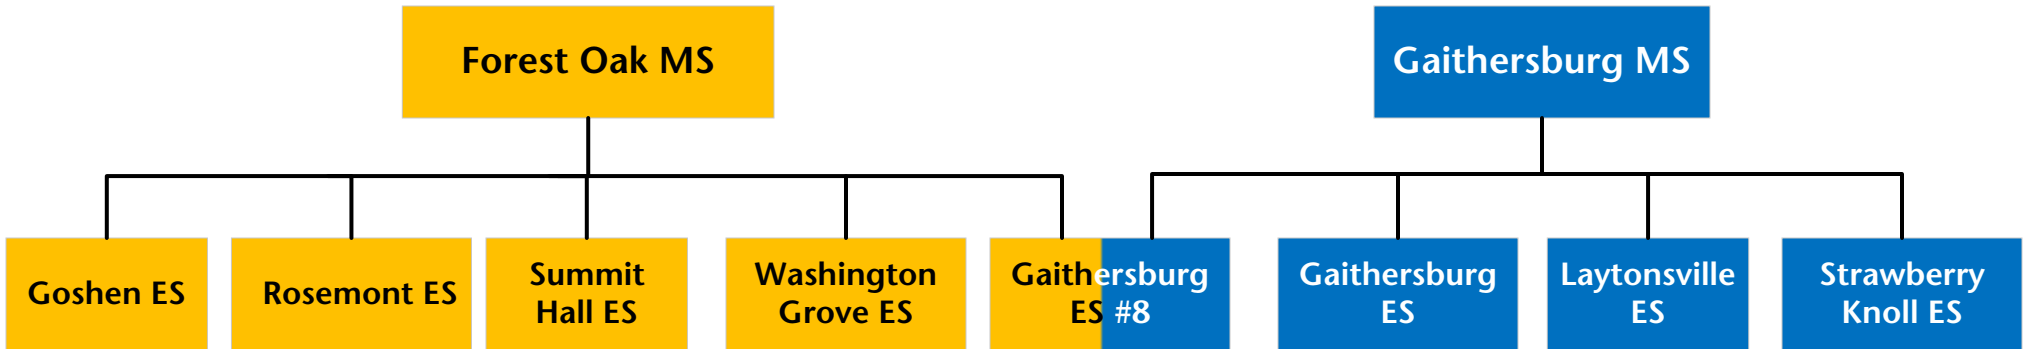 Forest Oak MS
Gaithersburg MS
Goshen ES
Rosemont ES
Summit
Hall ES
Washington
Grove ES
Gaithersburg
ES #8
Gaithersburg
ES
Laytonsville
ES
Strawberry
Knoll ES